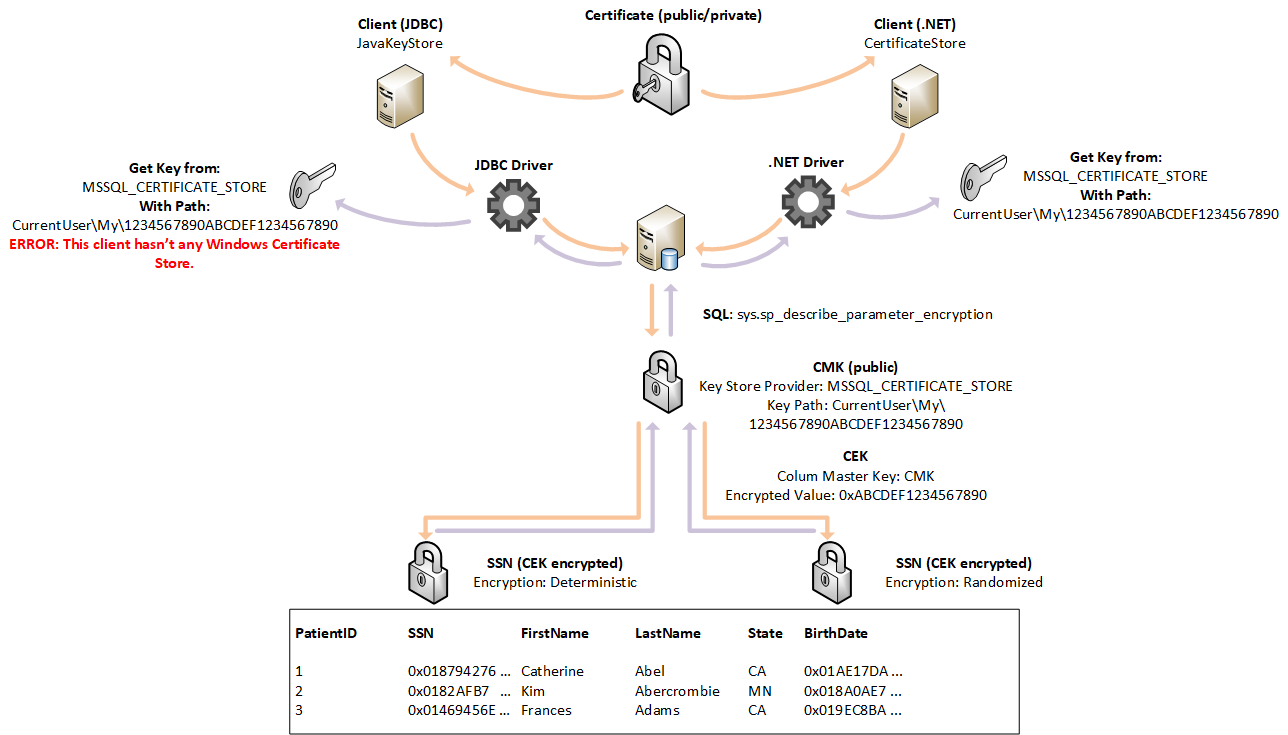 Certificate (public/private)
Client (JDBC)
JavaKeyStore
Client (.NET)
CertificateStore
JDBC Driver
.NET Driver
Get Key from:
MSSQL_CERTIFICATE_STORE
With Path:
CurrentUser\My\1234567890ABCDEF1234567890
ERROR: This client hasn't any Windows Certificate
Store.
Get Key from:
MSSQL_CERTIFICATE_STORE
With Path:
CurrentUser\My\1234567890ABCDEF1234567890
SQL: sys.sp_describe_parameter_encryption
CMK (public)
Key Store Provider: MSSQL_CERTIFICATE_STORE
Key Path: CurrentUser\My\
1234567890ABCDEF1234567890
CEK
Colum Master Key: CMK
Encrypted Value: 0xABCDEF1234567890
SSN (CEK encrypted)
Encryption: Deterministic
SSN (CEK encrypted)
Encryption: Randomized
PatientID SSN FirstName LastName State BirthDate
1 0x018794276 ... Catherine Abel CA 0x01AE17DA ...
2 0x0182AFB7 ... Kim Abercrombie MN 0x018A0AE7 ...
3 0x01469456E ... Frances Adams CA 0x019EC8BA ...